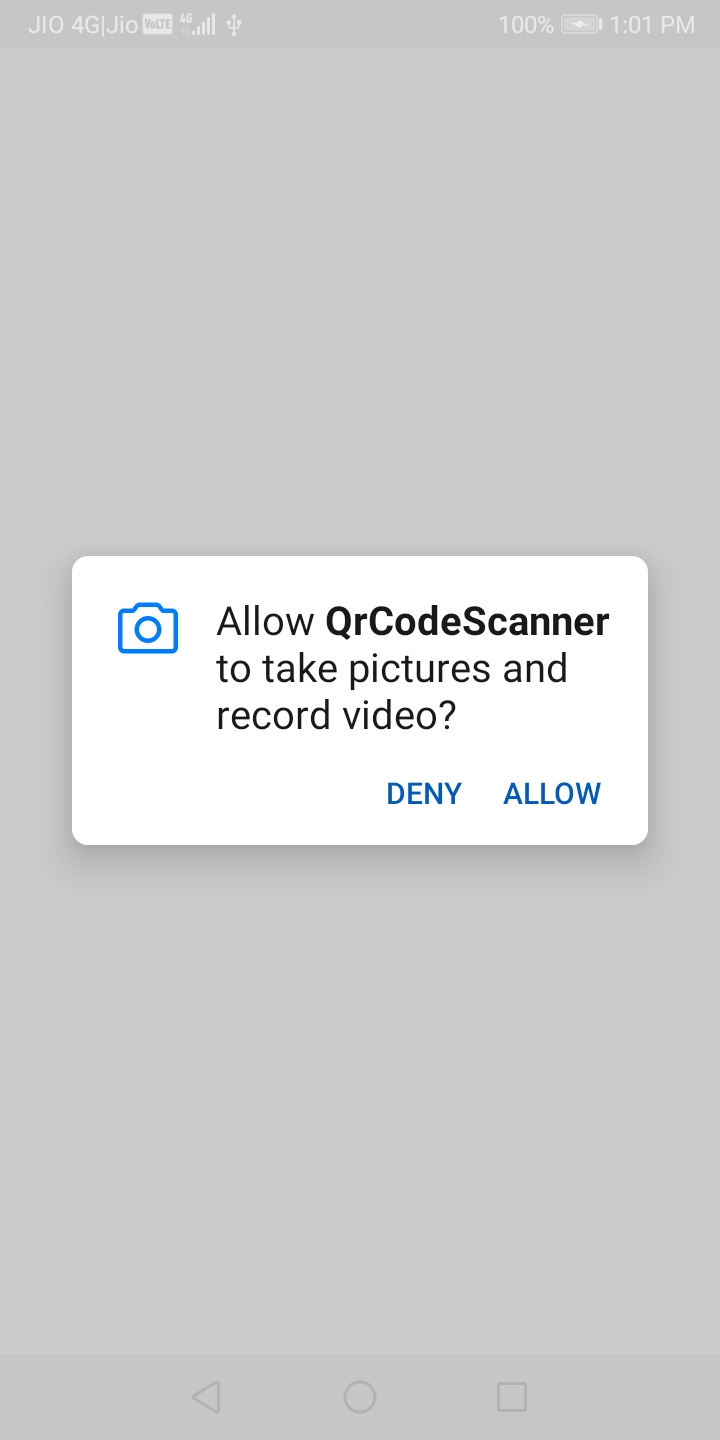 JIO 4G|Jio VoLTE 4G 100% 1:01 PM
Allow QrCodeScanner
to take pictures and
record video?
DENY ALLOW